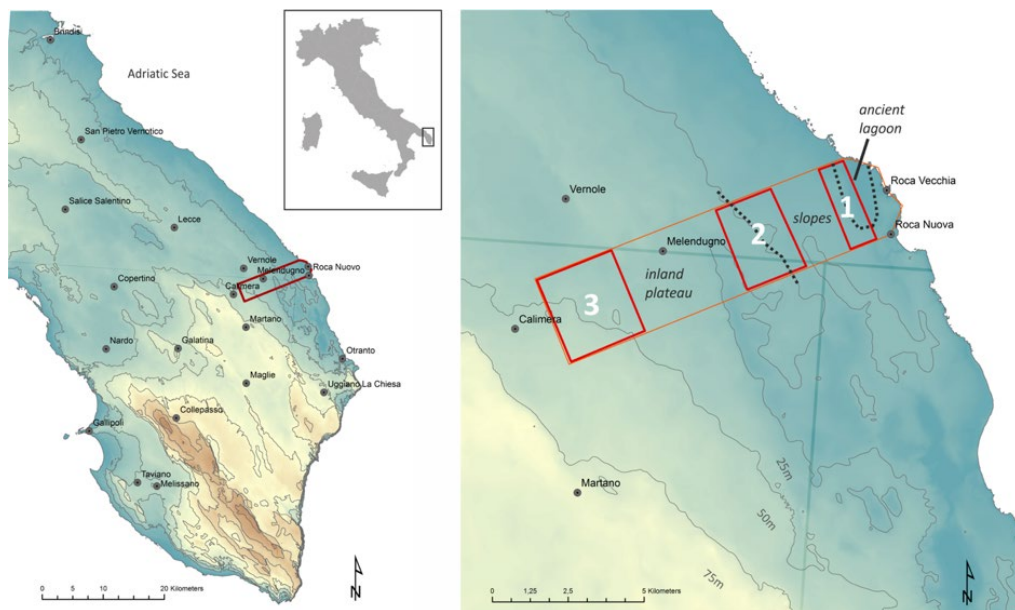 Brindisi
Adriatic Sea
San Pietro Vernotico
Salice Salentino
Lecce
Vernole
Roca Nuovo
Melendugno
Copertino
Calimera
Martano
Nardo
Galatina
Otranto
Maglie
Uggiano La Chiesa
Collepasso
Gallipoli
Taviano
Melissano
0 5 10 20 Kilometers
N
ancient
lagoon
Roca Vecchia
Vernole
1
slopes
2
Roca Nuova
Melendugno
inland
plateau
3
Calimera
25m
Martano
50m
75m
0 1,25 2,5 5 Kilometers
N